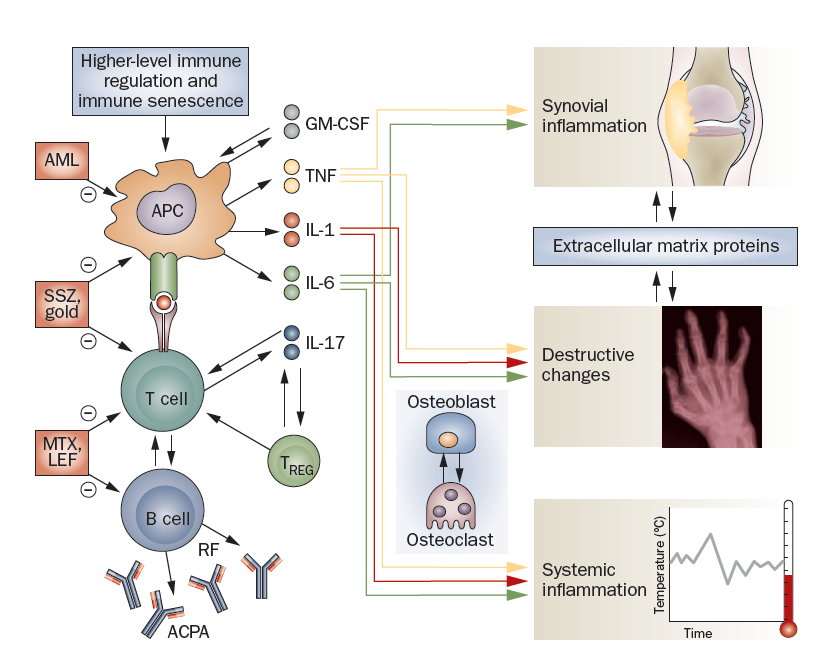 Higher-level immune
regulation and
immune senescence
AML
APC
SSZ,
gold
T cell
MTX,
LEF
B cell
RF
ACPA
GM-CSF
TNF
IL-1
IL-6
IL-17
TREG
Osteoblast
Osteoclast
Synovial
inflammation
Extracellular matrix proteins
Destructive
changes
Systemic
inflammation
Temperature (°C)
Time